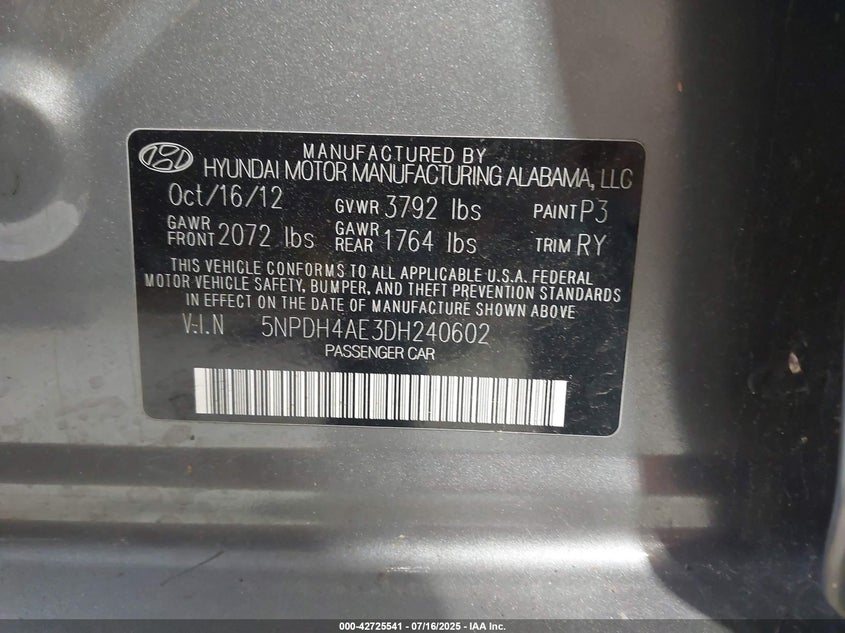 MANUFACTURED BY
HYUNDAI MOTOR MANUFACTURING ALABAMA, LLC
Oct/16/12 GVWR 3792 lbs PAINT P3
GAWR FRONT 2072 lbs GAWR REAR 1764 lbs TRIM RY
THIS VEHICLE CONFORMS TO ALL APPLICABLE U.S.A. FEDERAL
MOTOR VEHICLE SAFETY, BUMPER, AND THEFT PREVENTION STANDARDS
IN EFFECT ON THE DATE OF MANUFACTURE SHOWN ABOVE.
V.I.N 5NPDH4AE3DH240602
PASSENGER CAR
000-42725541 - 07/16/2025 - IAA Inc.